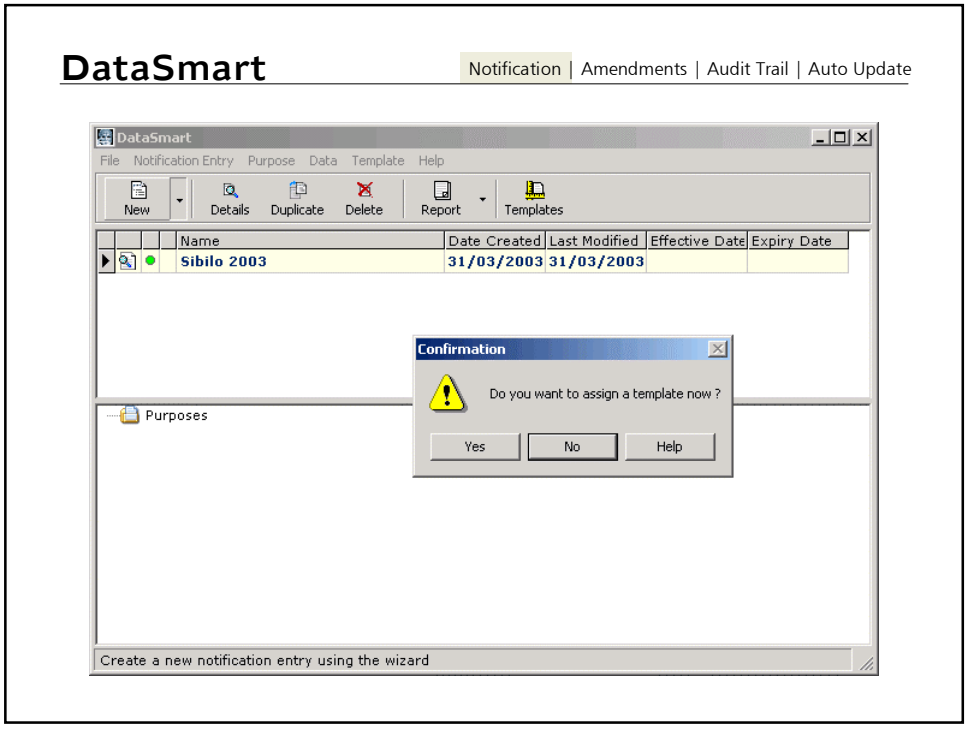 DataSmart
Notification | Amendments | Audit Trail | Auto Update
DataSmart
File Notification Entry Purpose Data Template Help
New Details Duplicate Delete Report Templates
Name Date Created Last Modified Effective Date Expiry Date
Sibilo 2003 31/03/2003 31/03/2003
Confirmation
Do you want to assign a template now ?
Yes No Help
Purposes
Create a new notification entry using the wizard